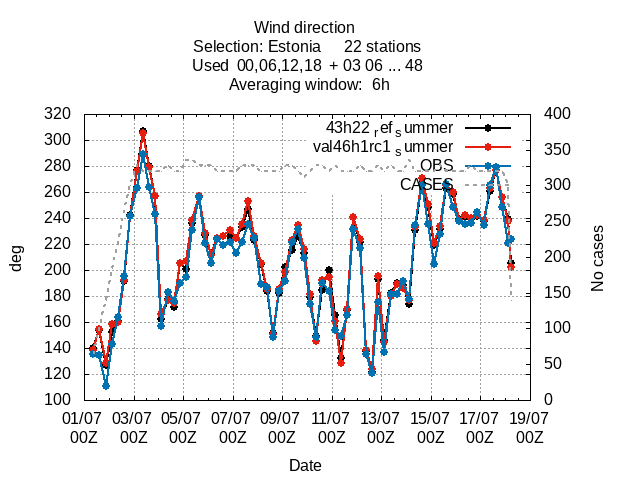 Wind direction
Selection: Estonia 22 stations
Used 00,06,12,18 + 03 06 ... 48
Averaging window: 6h
320 400
300 350
280 300
260 250
240 200
220 150
200 100
180 50
160 0
140
120
100
43h22 ref summer
val46h1rc1 summer
OBS
CASES
deg
No cases
01/07 03/07 05/07 07/07 09/07 11/07 13/07 15/07 17/07 19/07
00Z 00Z 00Z 00Z 00Z 00Z 00Z 00Z 00Z 00Z
Date